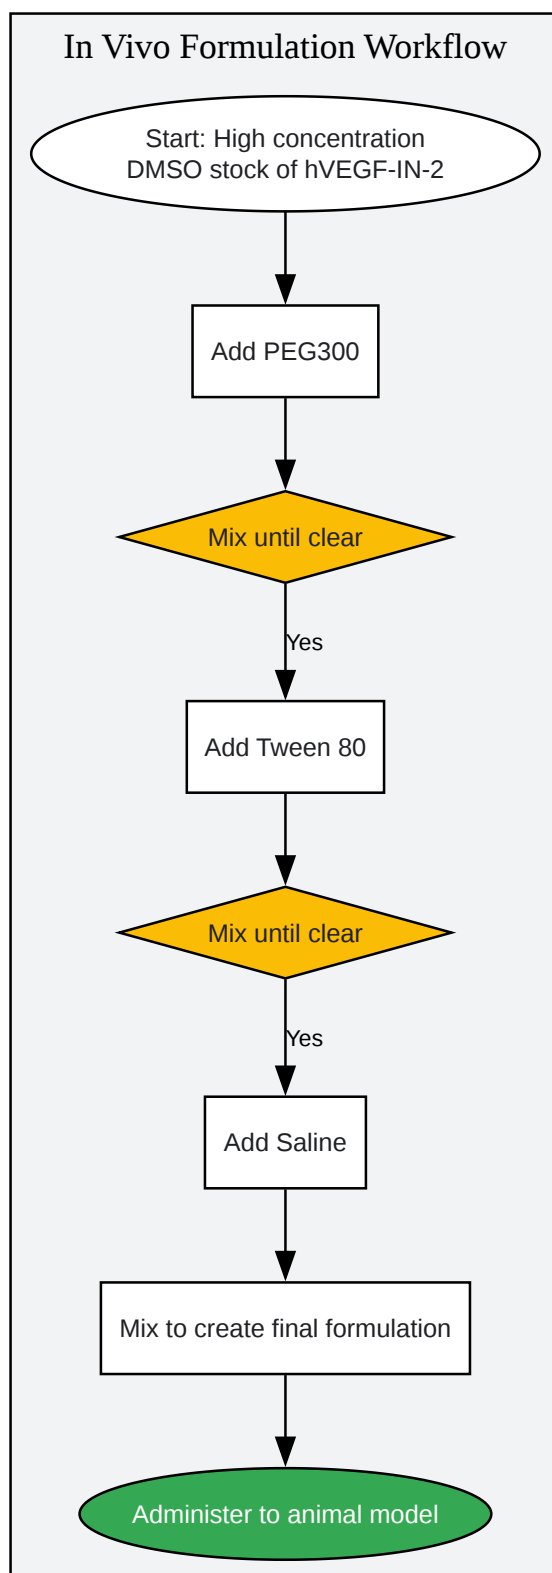 In Vivo Formulation Workflow
Start: High concentration
DMSO stock of hVEGF-IN-2
Add PEG300
Mix until clear
Yes
Add Tween 80
Mix until clear
Yes
Add Saline
Mix to create final formulation
Administer to animal model